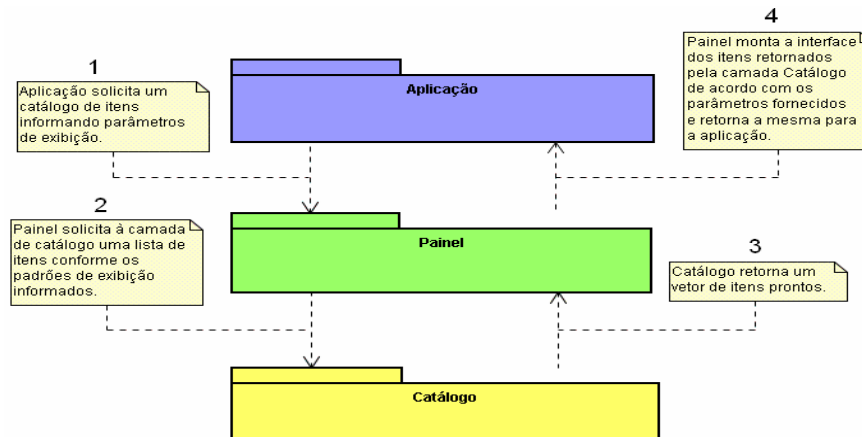 1
Aplicação solicita um
catálogo de itens
informando parâmetros
de exibição.
Aplicação
4
Painel monta a interface
dos itens retornados
pela camada Catálogo
de acordo com os
parâmetros fornecidos
e retorna a mesma para
a aplicação.
2
Painel solicita à camada
de catálogo uma lista de
itens conforme os
padrões de exibição
informados.
Painel
3
Catálogo retorna um
vetor de itens prontos.
Catálogo